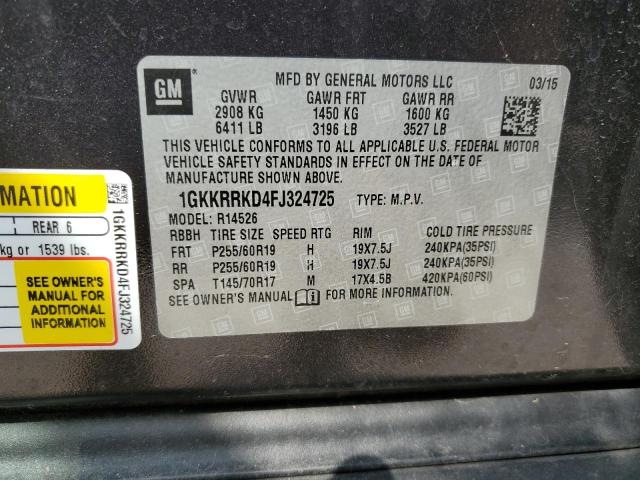 GM
MFD BY GENERAL MOTORS LLC 03/15
GVWR GAWR FRT GAWR RR
2908 KG 1450 KG 1600 KG
6411 LB 3196 LB 3527 LB
THIS VEHICLE CONFORMS TO ALL APPLICABLE U.S. FEDERAL MOTOR
VEHICLE SAFETY STANDARDS IN EFFECT ON THE DATE OF
MANUFACTURE SHOWN ABOVE.
1GKKRRKD4FJ324725 TYPE: M.P.V.
MODEL: R14526
RBBH TIRE SIZE SPEED RTG RIM COLD TIRE PRESSURE
FRT P255/60R19 H 19X7.5J 240KPA(35PSI)
RR P255/60R19 H 19X7.5J 240KPA(35PSI)
SPA T145/70R17 M 17X4.5B 420KPA(60PSI)
SEE OWNER'S MANUAL FOR MORE INFORMATION.
MATION
REAR 6
kg or 1539 lbs.
SEE OWNER'S
MANUAL FOR
ADDITIONAL
INFORMATION
1GKKRRKD4FJ324725